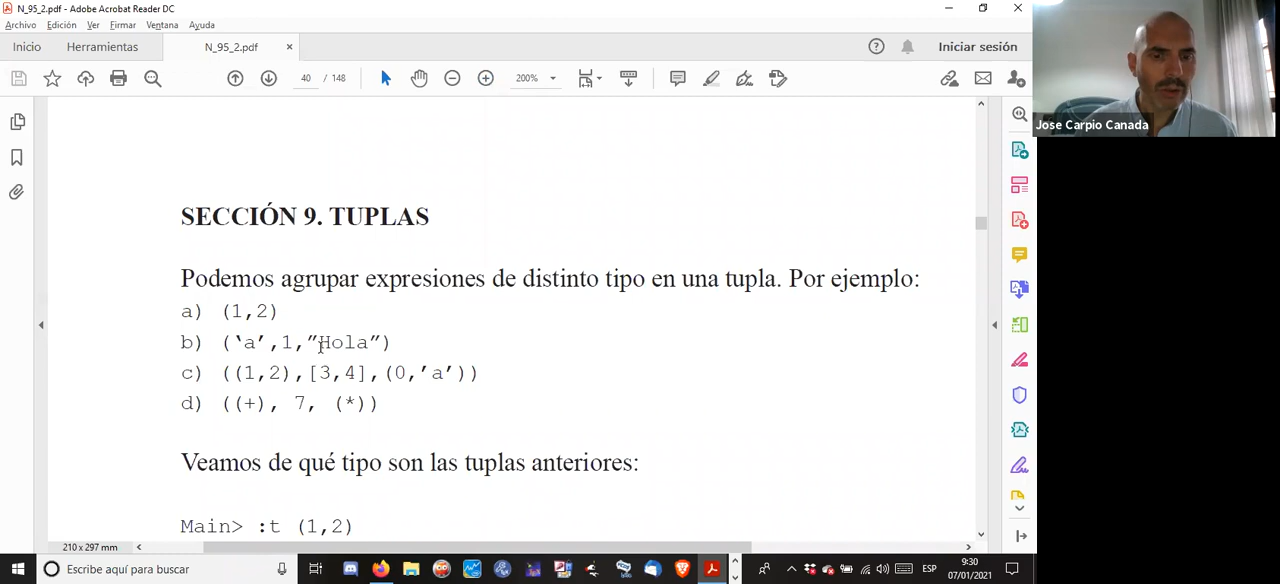 N_95_2.pdf - Adobe Acrobat Reader DC
Archivo Edición Ver Firmar Ventana Ayuda
Inicio Herramientas N_95_2.pdf × Iniciar sesión
40 / 148 200%
Jose Carpio Canada
SECCIÓN 9. TUPLAS
Podemos agrupar expresiones de distinto tipo en una tupla. Por ejemplo:
a) (1,2)
b) (‘a’,1,”Hola”)
c) ((1,2),[3,4],(0,’a’))
d) ((+), 7, (*))
Veamos de qué tipo son las tuplas anteriores:
Main> :t (1,2)
210 x 297 mm
Escribe aquí para buscar
ESP
9:30
07/01/2021